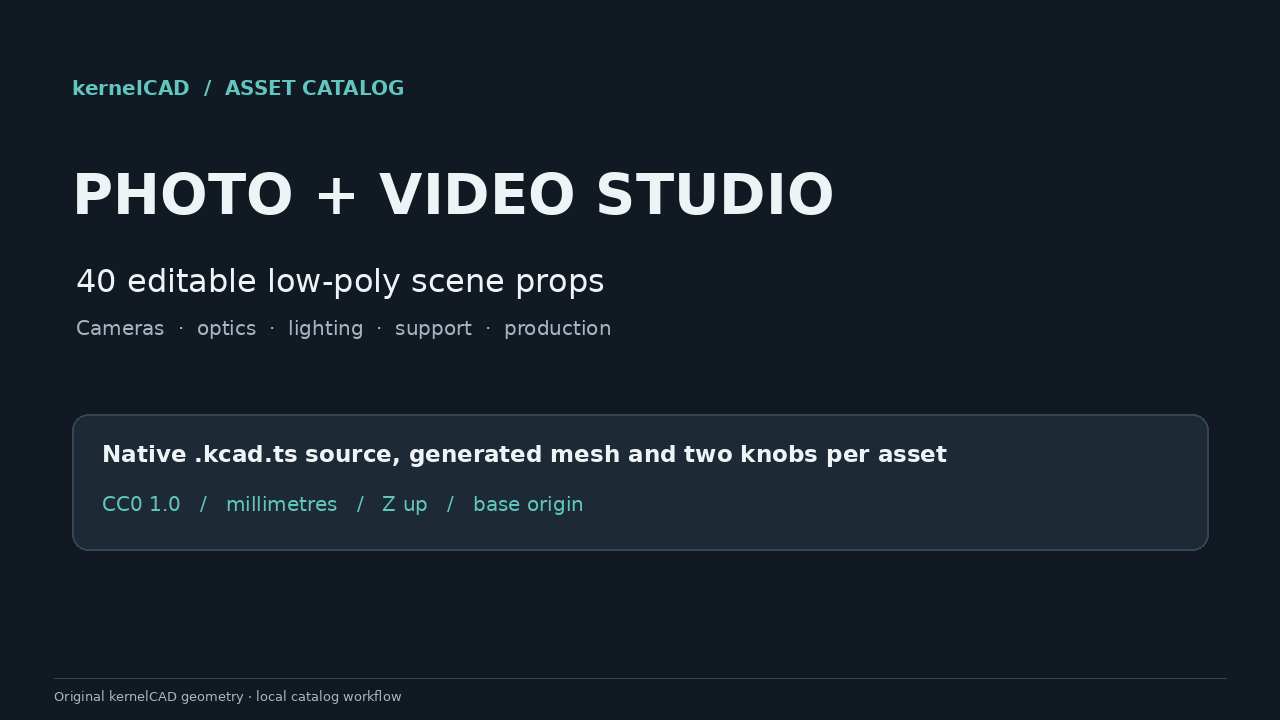 kernelCAD / ASSET CATALOG
PHOTO + VIDEO STUDIO
40 editable low-poly scene props
Cameras · optics · lighting · support · production
Native .kcad.ts source, generated mesh and two knobs per asset
CC0 1.0 / millimetres / Z up / base origin
Original kernelCAD geometry · local catalog workflow